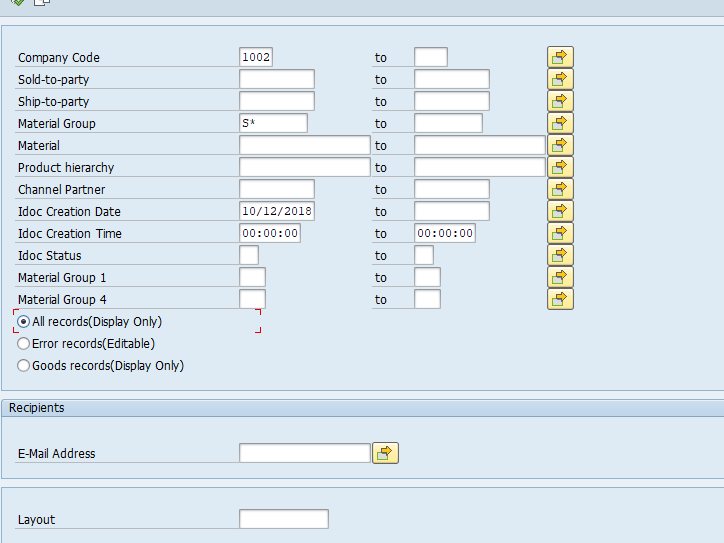 Company Code 1002 to
Sold-to-party to
Ship-to-party to
Material Group S* to
Material to
Product hierarchy to
Channel Partner to
Idoc Creation Date 10/12/2018 to
Idoc Creation Time 00:00:00 to 00:00:00
Idoc Status to
Material Group 1 to
Material Group 4 to
All records(Display Only)
Error records(Editable)
Goods records(Display Only)
Recipients
E-Mail Address
Layout